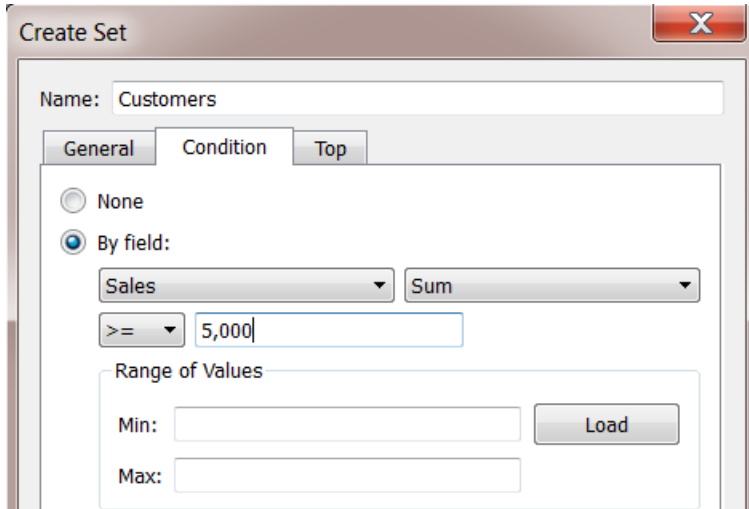 Create Set
X
Name: Customers
General Condition Top
None
By field:
Sales Sum
>= 5,000
Range of Values
Min: Load
Max: